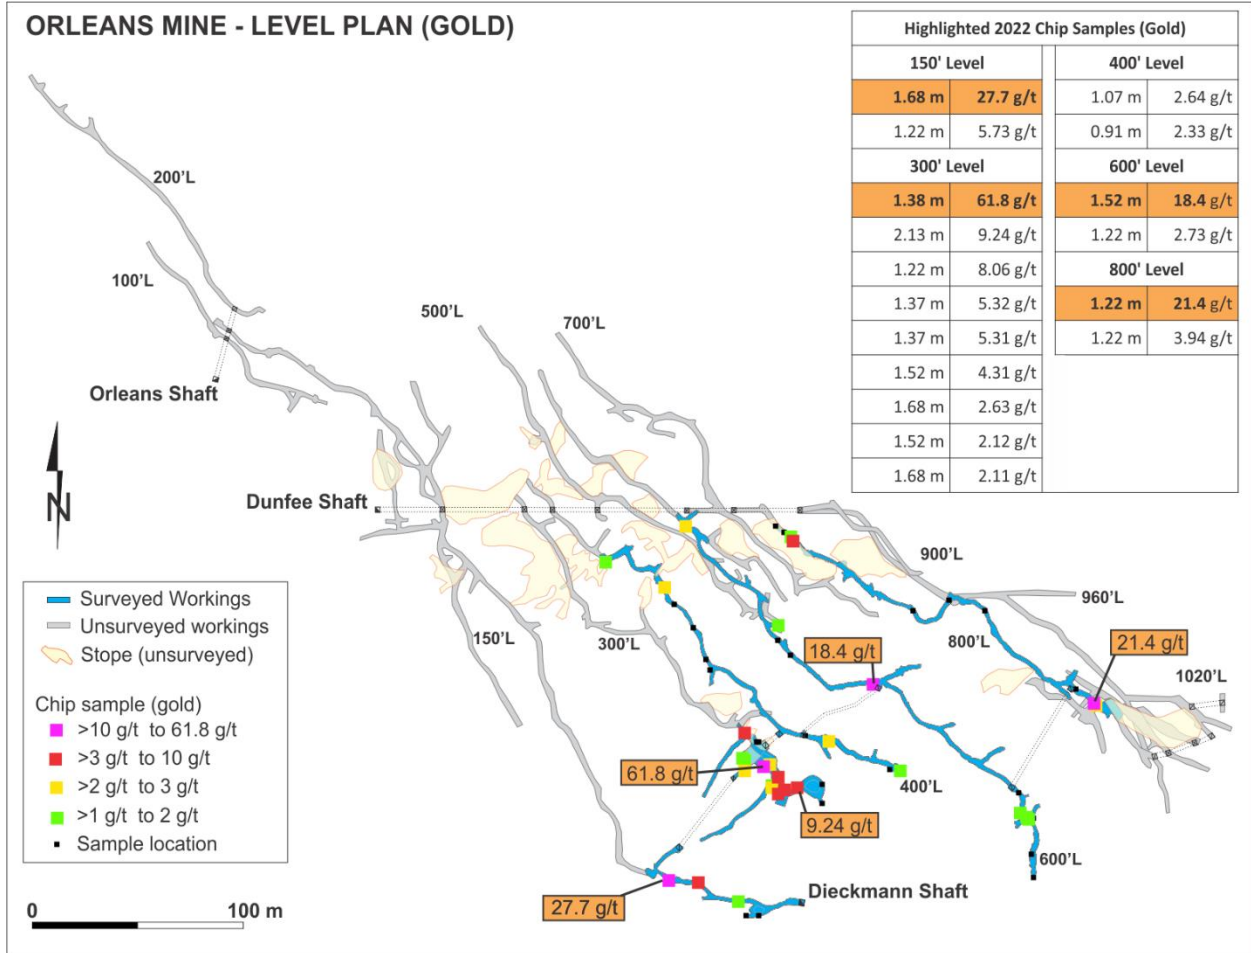 ORLEANS MINE - LEVEL PLAN (GOLD)
Highlighted 2022 Chip Samples (Gold)
150' Level
1.68 m 27.7 g/t
1.22 m 5.73 g/t
300' Level
1.38 m 61.8 g/t
2.13 m 9.24 g/t
1.22 m 8.06 g/t
1.37 m 5.32 g/t
1.37 m 5.31 g/t
1.52 m 4.31 g/t
1.68 m 2.63 g/t
1.52 m 2.12 g/t
1.68 m 2.11 g/t
400' Level
1.07 m 2.64 g/t
0.91 m 2.33 g/t
600' Level
1.52 m 18.4 g/t
1.22 m 2.73 g/t
800' Level
1.22 m 21.4 g/t
1.22 m 3.94 g/t
200'L
100'L
500'L
700'L
Orleans Shaft
N
Dunfee Shaft
900'L
960'L
150'L
300'L
800'L
18.4 g/t
21.4 g/t
1020'L
61.8 g/t
400'L
9.24 g/t
600'L
Dieckmann Shaft
27.7 g/t
Surveyed Workings
Unsurveyed workings
Stope (unsurveyed)
Chip sample (gold)
>10 g/t to 61.8 g/t
>3 g/t to 10 g/t
>2 g/t to 3 g/t
>1 g/t to 2 g/t
Sample location
0 100 m